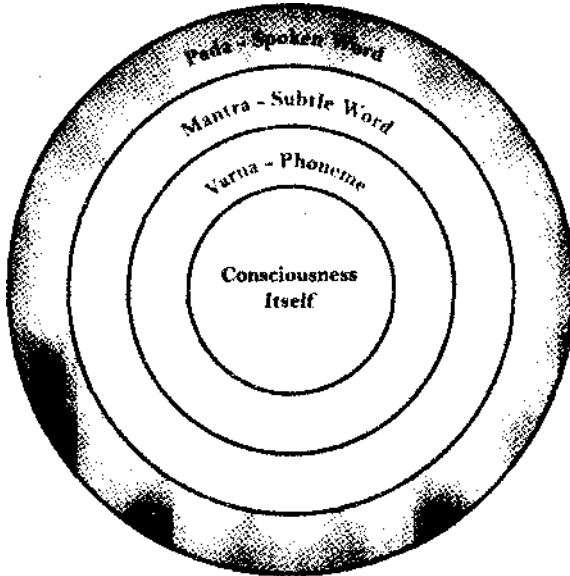 Pada - Spoken Word
Mantra - Subtle Word
Varna - Phoneme
Consciousness
Itself